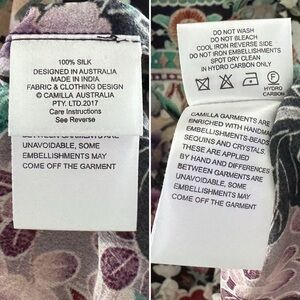 100% SILK
DESIGNED IN AUSTRALIA
MADE IN INDIA
FABRIC & CLOTHING DESIGN
© CAMILLA AUSTRALIA
PTY. LTD.2017
Care Instructions
See Reverse
BETWEEN GARMENTS ARE
UNAVOIDABLE, SOME
EMBELLISHMENTS MAY
COME OFF THE GARMENT
DO NOT WASH
DO NOT BLEACH
COOL IRON REVERSE SIDE
DO NOT IRON EMBELLISHMENTS
SPOT DRY CLEAN
IN HYDRO CARBON ONLY
F
HYDRO
CARBON
CAMILLA GARMENTS ARE
ENRICHED WITH HANDMA
EMBELLISHMENTS-BEADS
SEQUINS AND CRYSTALS.
THESE ARE APPLIED
BY HAND AND DIFFERENCES
BETWEEN GARMENTS ARE
UNAVOIDABLE, SOME
EMBELLISHMENTS MAY
COME OFF THE GARMENT